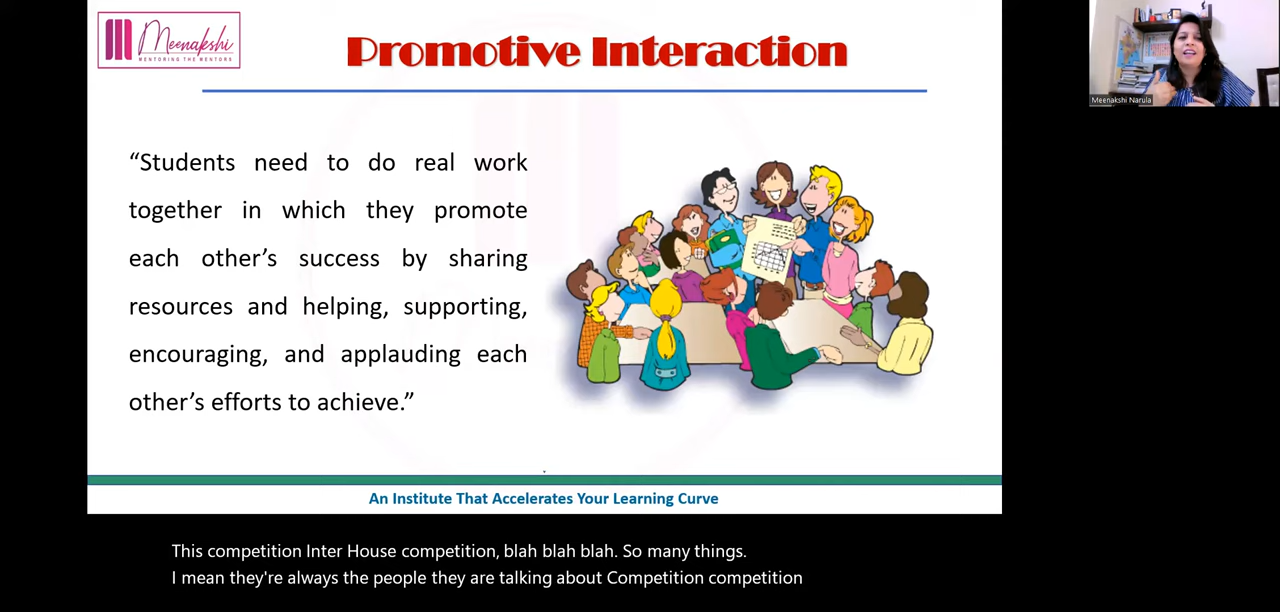 Meenakshi
MENTORING THE MENTORS
Promotive Interaction
Meenakshi Narula
“Students need to do real work
together in which they promote
each other’s success by sharing
resources and helping, supporting,
encouraging, and applauding each
other’s efforts to achieve.”
An Institute That Accelerates Your Learning Curve
This competition Inter House competition, blah blah blah. So many things.
I mean they're always the people they are talking about Competition competition